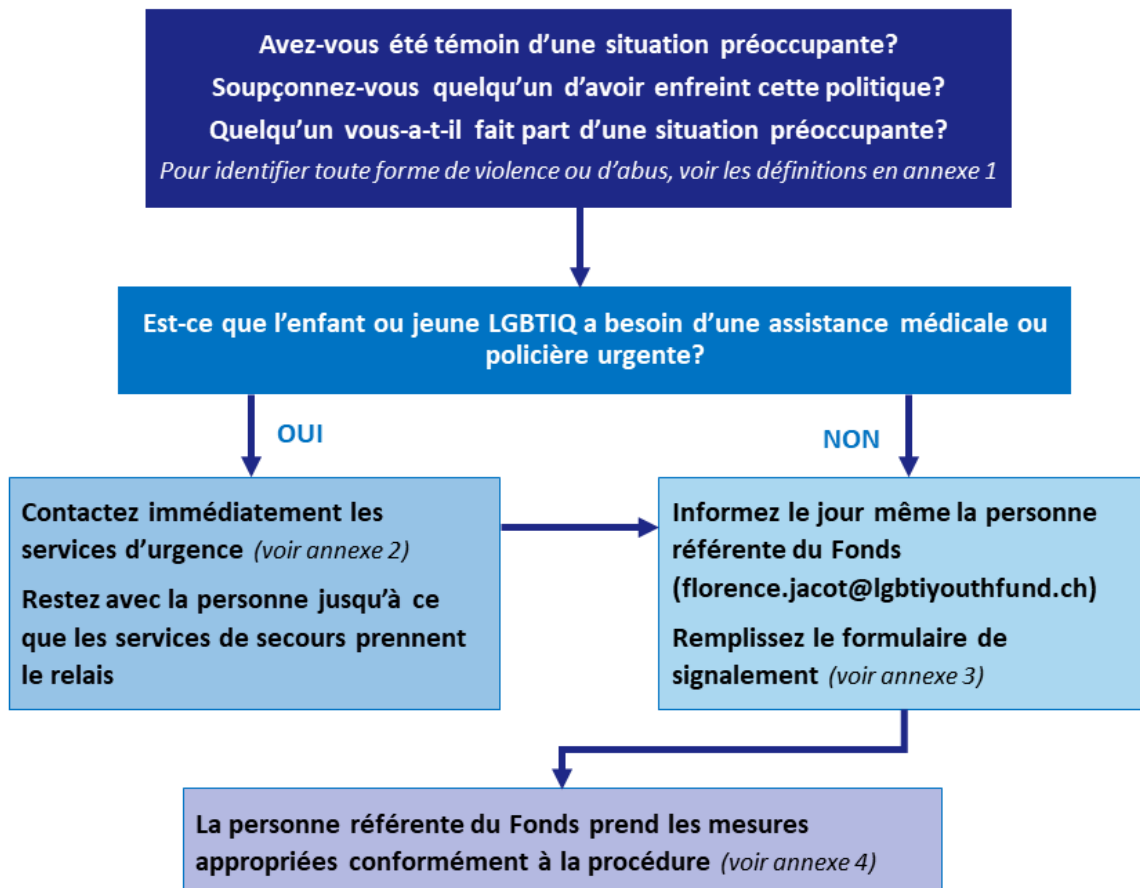 Avez-vous été témoin d'une situation préoccupante?
Soupçonnez-vous quelqu'un d'avoir enfreint cette politique?
Quelqu'un vous-a-t-il fait part d'une situation préoccupante?
Pour identifier toute forme de violence ou d'abus, voir les définitions en annexe 1
Est-ce que l'enfant ou jeune LGBTIQ a besoin d'une assistance médicale ou
policière urgente?
OUI
NON
Contactez immédiatement les
services d'urgence (voir annexe 2)
Restez avec la personne jusqu'à ce
que les services de secours prennent
le relais
Informez le jour même la personne
référente du Fonds
(florence.jacot@lgbtiyouthfund.ch)
Remplissez le formulaire de
signalement (voir annexe 3)
La personne référente du Fonds prend les mesures
appropriées conformément à la procédure (voir annexe 4)